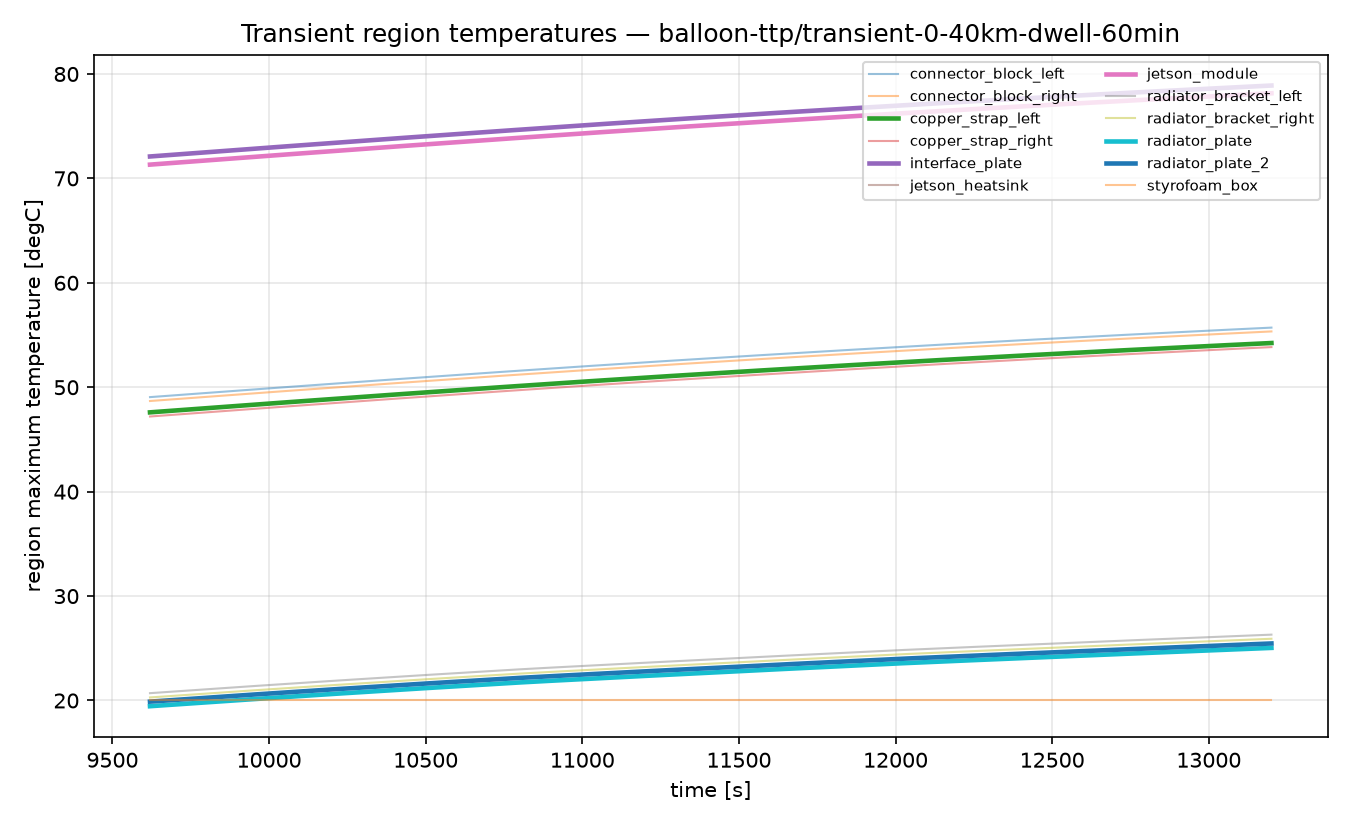 Transient region temperatures — balloon-ttp/transient-0-40km-dwell-60min
region maximum temperature [degC]
80
70
60
50
40
30
20
connector_block_left
connector_block_right
copper_strap_left
copper_strap_right
interface_plate
jetson_heatsink
jetson_module
radiator_bracket_left
radiator_bracket_right
radiator_plate
radiator_plate_2
styrofoam_box
9500
10000
10500
11000
11500
12000
12500
13000
time [s]